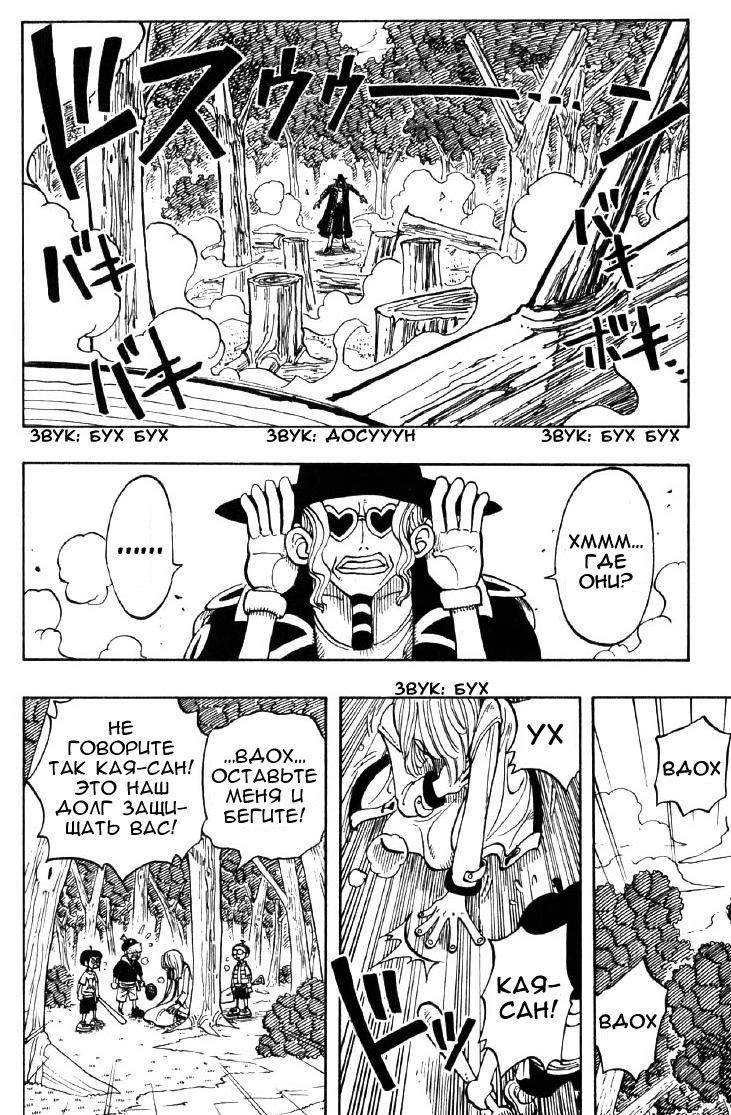 ドスゥゥ——...ン
バキ
ボキ
バキ
バキ
ЗВУК: БУХ БУХ
ЗВУК: ДОСУУУН
ЗВУК: БУХ БУХ
ХМММ...
ГДЕ
ОНИ?
......
ВДОХ
ВДОХ
ЗВУК: БУХ
УХ
КАЯ-
САН!
ドッ
...ВДОХ...
ОСТАВЬТЕ
МЕНЯ И
БЕГИТЕ!
НЕ
ГОВОРИТЕ
ТАК КАЯ-САН!
ЭТО НАШ
ДОЛГ ЗАЩИ-
ЩАТЬ ВАС!